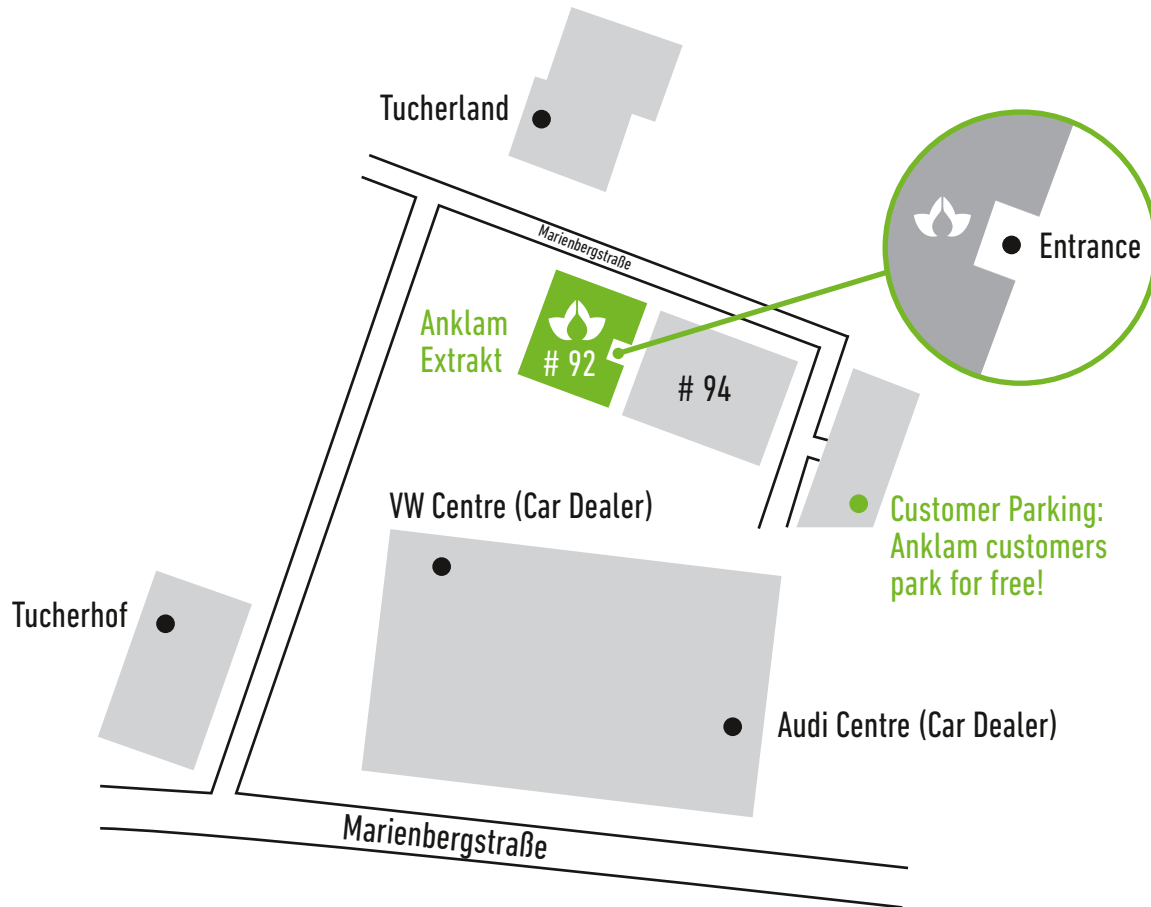 Tucherland
Marienbergstraße
Entrance
Anklam
Extrakt
# 92
# 94
VW Centre (Car Dealer)
Customer Parking:
Anklam customers
park for free!
Tucherhof
Audi Centre (Car Dealer)
Marienbergstraße